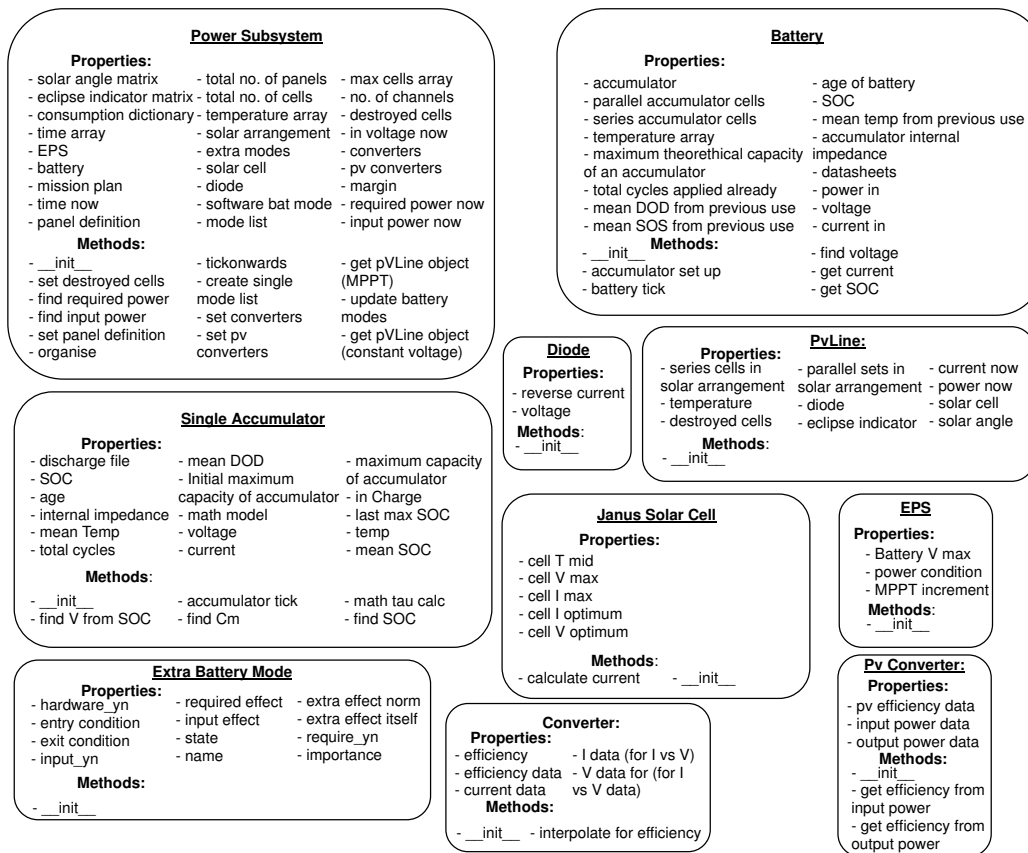 Power Subsystem
Properties:
- solar angle matrix
- eclipse indicator matrix
- consumption dictionary
- time array
- EPS
- battery
- mission plan
- time now
- panel definition
- total no. of panels
- total no. of cells
- temperature array
- solar arrangement
- extra modes
- solar cell
- diode
- software bat mode
- mode list
- max cells array
- no. of channels
- destroyed cells
- in voltage now
- converters
- pv converters
- margin
- required power now
- input power now
Methods:
- __init__
- set destroyed cells
- find required power
- find input power
- set panel definition
- organise
- tickonwards
- create single
mode list
- set converters
- set pv
converters
- get pVLine object
(MPPT)
- update battery
modes
- get pVLine object
(constant voltage)
Battery
Properties:
- accumulator
- parallel accumulator cells
- series accumulator cells
- temperature array
- maximum theorethical capacity
of an accumulator
- total cycles applied already
- mean DOD from previous use
- mean SOS from previous use
- age of battery
- SOC
- mean temp from previous use
- accumulator internal
impedance
- datasheets
- power in
- voltage
- current in
Methods:
- __init__
- accumulator set up
- battery tick
- find voltage
- get current
- get SOC
Diode
Properties:
- reverse current
- voltage
Methods:
- __init__
PvLine:
Properties:
- series cells in
solar arrangement
- temperature
- destroyed cells
- parallel sets in
solar arrangement
- diode
- eclipse indicator
- current now
- power now
- solar cell
- solar angle
Methods:
- __init__
Single Accumulator
Properties:
- discharge file
- SOC
- age
- internal impedance
- mean Temp
- total cycles
- mean DOD
- Initial maximum
capacity of accumulator
- math model
- voltage
- current
- maximum capacity
of accumulator
- in Charge
- last max SOC
- temp
- mean SOC
Methods:
- __init__
- find V from SOC
- accumulator tick
- find Cm
- math tau calc
- find SOC
Janus Solar Cell
Properties:
- cell T mid
- cell V max
- cell I max
- cell I optimum
- cell V optimum
Methods:
- calculate current
- __init__
EPS
Properties:
- Battery V max
- power condition
- MPPT increment
Methods:
- __init__
Extra Battery Mode
Properties:
- hardware_yn
- entry condition
- exit condition
- input_yn
- required effect
- input effect
- state
- name
- extra effect norm
- extra effect itself
- require_yn
- importance
Methods:
- __init__
Converter:
Properties:
- efficiency
- efficiency data
- current data
- I data (for I vs V)
- V data for (for I
vs V data)
Methods:
- __init__ - interpolate for efficiency
Pv Converter:
Properties:
- pv efficiency data
- input power data
- output power data
Methods:
- __init__
- get efficiency from
input power
- get efficiency from
output power